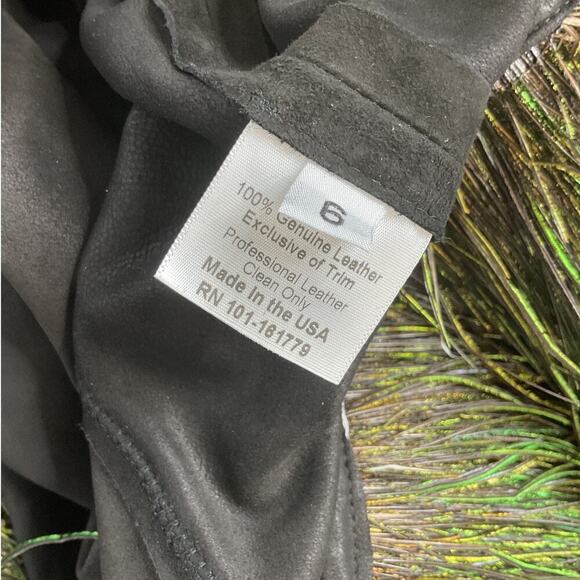 6
100% Genuine Leather
Exclusive of Trim
Professional Leather
Clean Only
Made In the USA
RN 101-161779